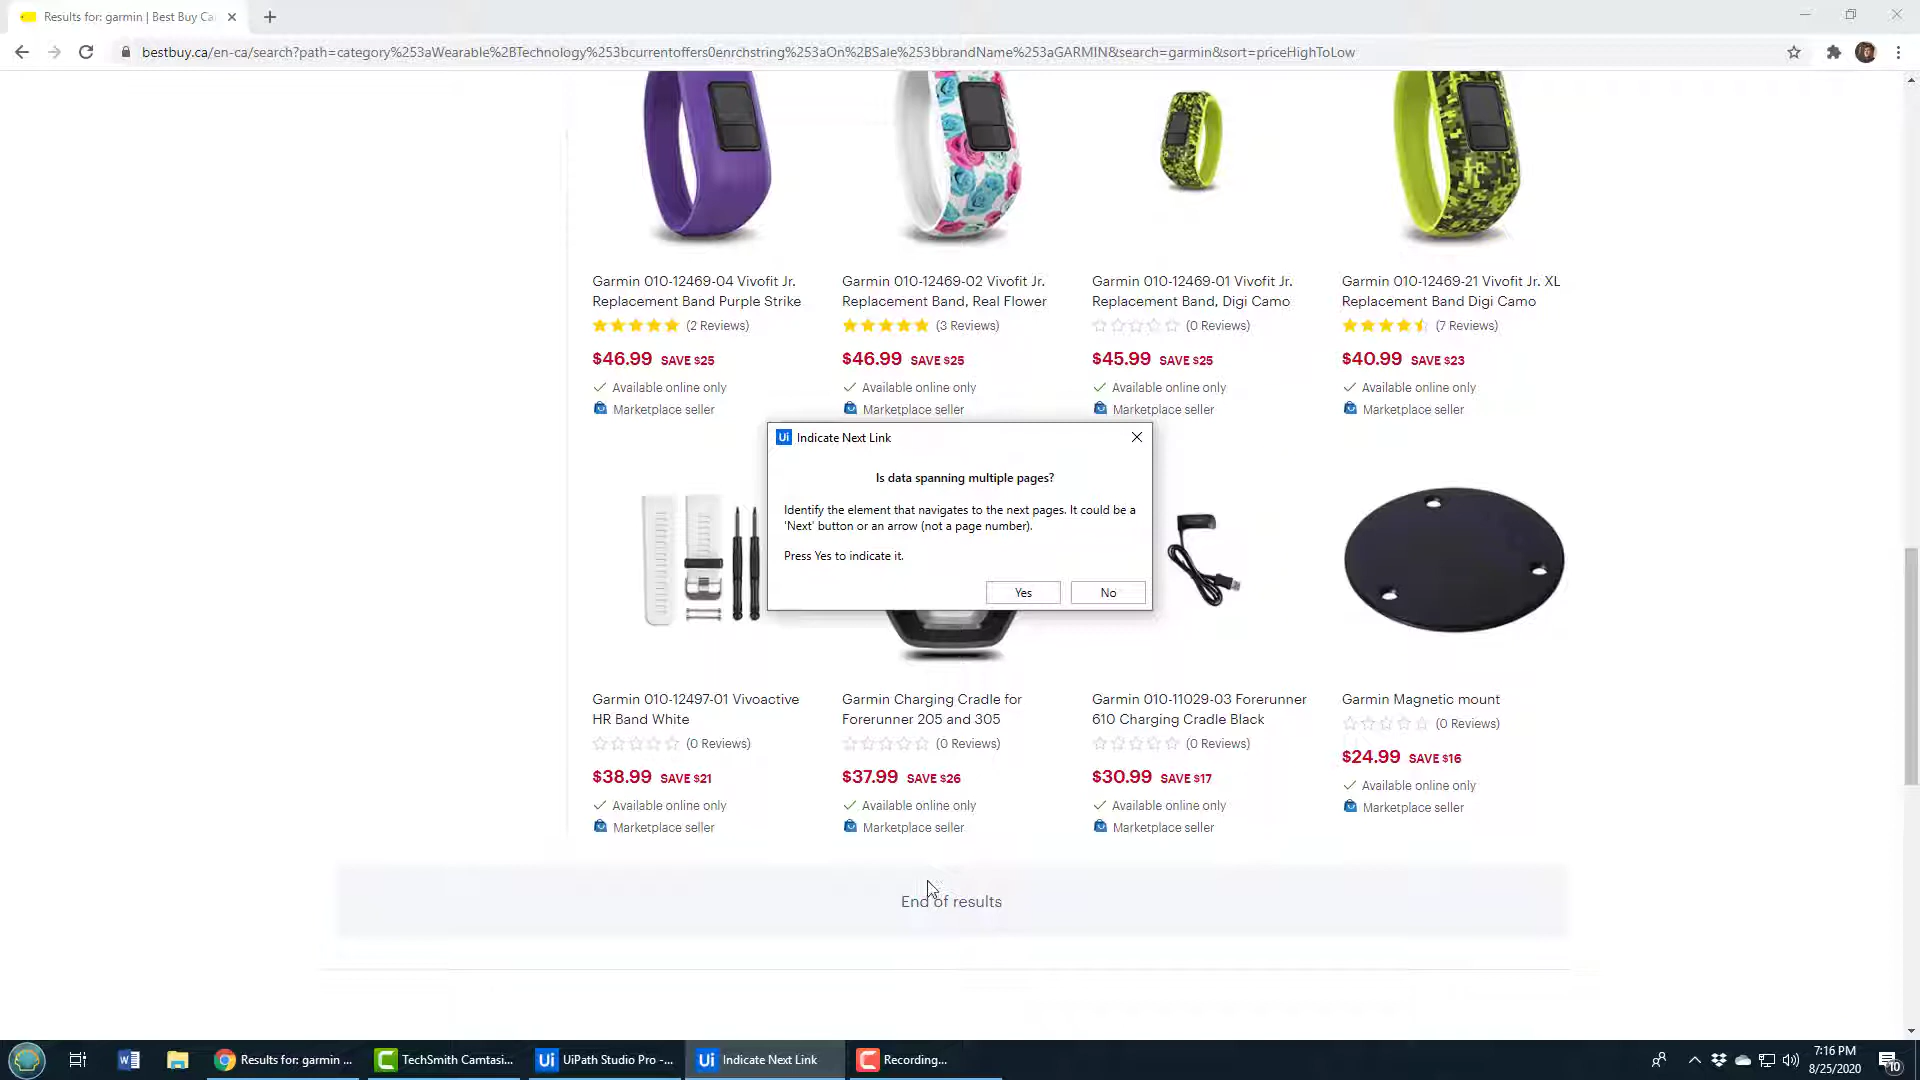 Results for: garmin | Best Buy Ca
bestbuy.ca/en-ca/search?path=category%253aWearable%2BTechnology%253bcurrentoffers0enrchstring%253aOn%2BSale%253bbrandName%253aGARMIN&search=garmin&sort=priceHighToLow
Garmin 010-12469-04 Vivofit Jr. Replacement Band Purple Strike
(2 Reviews)
$46.99 SAVE $25
Available online only
Marketplace seller
Garmin 010-12469-02 Vivofit Jr. Replacement Band, Real Flower
(3 Reviews)
$46.99 SAVE $25
Available online only
Marketplace seller
Garmin 010-12469-01 Vivofit Jr. Replacement Band, Digi Camo
(0 Reviews)
$45.99 SAVE $25
Available online only
Marketplace seller
Garmin 010-12469-21 Vivofit Jr. XL Replacement Band Digi Camo
(7 Reviews)
$40.99 SAVE $23
Available online only
Marketplace seller
Ui Indicate Next Link
Is data spanning multiple pages?
Identify the element that navigates to the next pages. It could be a
'Next' button or an arrow (not a page number).
Press Yes to indicate it.
Yes No
Garmin 010-12497-01 Vivoactive HR Band White
(0 Reviews)
$38.99 SAVE $21
Available online only
Marketplace seller
Garmin Charging Cradle for Forerunner 205 and 305
(0 Reviews)
$37.99 SAVE $26
Available online only
Marketplace seller
Garmin 010-11029-03 Forerunner 610 Charging Cradle Black
(0 Reviews)
$30.99 SAVE $17
Available online only
Marketplace seller
Garmin Magnetic mount
(0 Reviews)
$24.99 SAVE $16
Available online only
Marketplace seller
End of results
Results for: garmin ...
TechSmith Camtasi...
Ui UiPath Studio Pro -...
Ui Indicate Next Link
Recording...
7:16 PM
8/25/2020
10